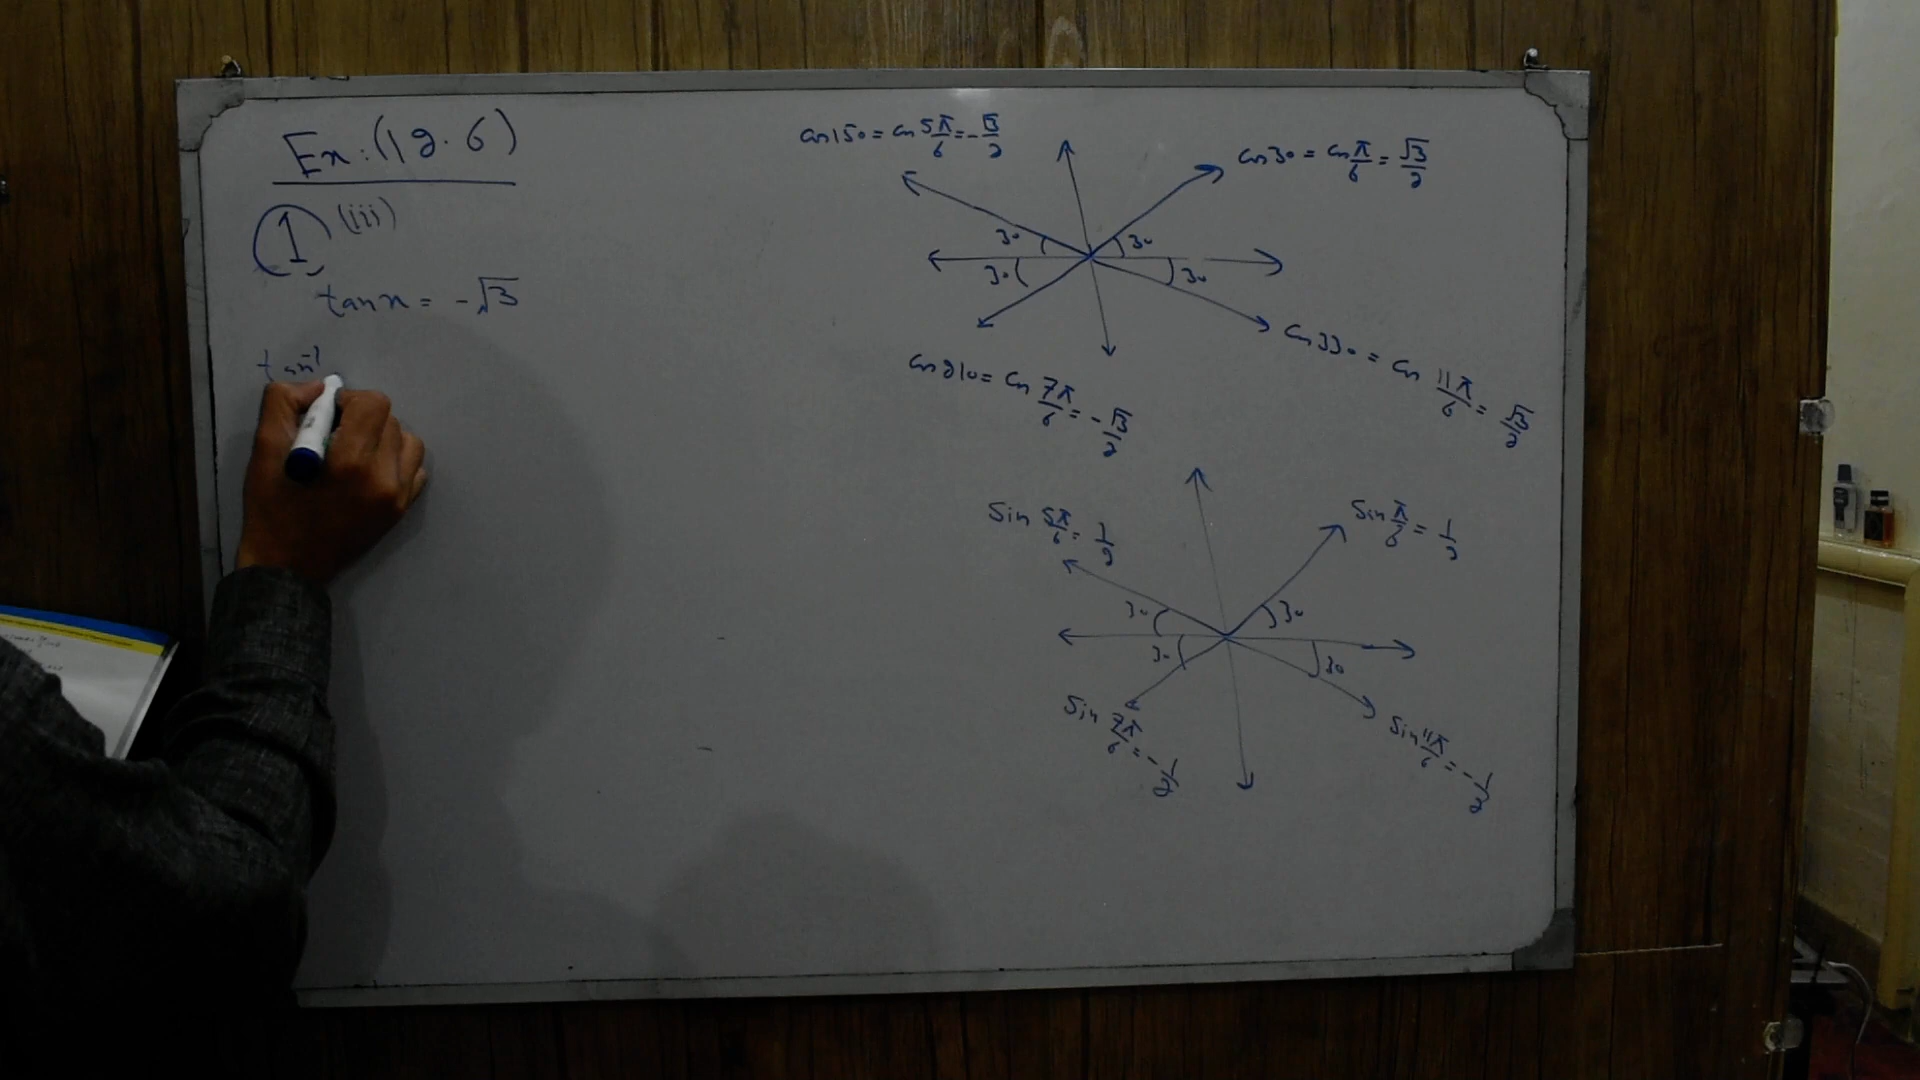 Ex:(12.6)
1 (iii)
tan x = -√3
tan⁻¹
cos150 = cos 5π/6 = -√3/2
cos30 = cos π/6 = √3/2
30
30
30
30
cos330 = cos 11π/6 = √3/2
cos210 = cos 7π/6 = -√3/2
Sin 5π/6 = 1/2
Sin π/6 = 1/2
30
30
30
30
Sin 7π/6 = -1/2
Sin 11π/6 = -1/2